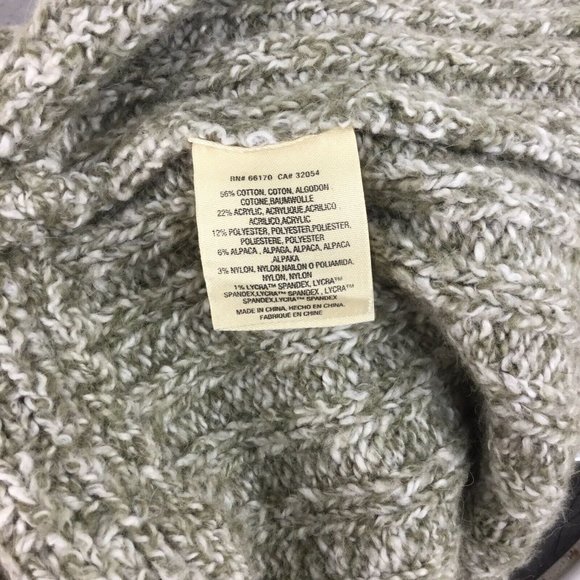 RN# 66170 CA# 32054
56% COTTON, COTON, ALGODON
COTONE,BAUMWOLLE
22% ACRYLIC, ACRYLIQUE,ACRILICO
ACRILICO,ACRYLIC
12% POLYESTER, POLYESTER,POLIESTER,
POLIESTERE, POLYESTER
6% ALPACA , ALPAGA, ALPACA, ALPACA
,ALPAKA
3% NYLON, NYLON,NAILON O POLIAMIDA,
NYLON, NYLON
1% LYCRA™ SPANDEX, LYCRA™
SPANDEX,LYCRA™ SPANDEX , LYCRA™
SPANDEX,LYCRA™ SPANDEX
MADE IN CHINA, HECHO EN CHINA,
FABRIQUE EN CHINE